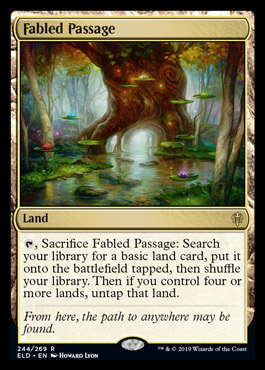 Fabled Passage
Land
, Sacrifice Fabled Passage: Search
your library for a basic land card, put it
onto the battlefield tapped, then shuffle
your library. Then if you control four or
more lands, untap that land.
From here, the path to anywhere may be
found.
244/269 R
ELD • EN Howard Lyon
™ & © 2019 Wizards of the Coast